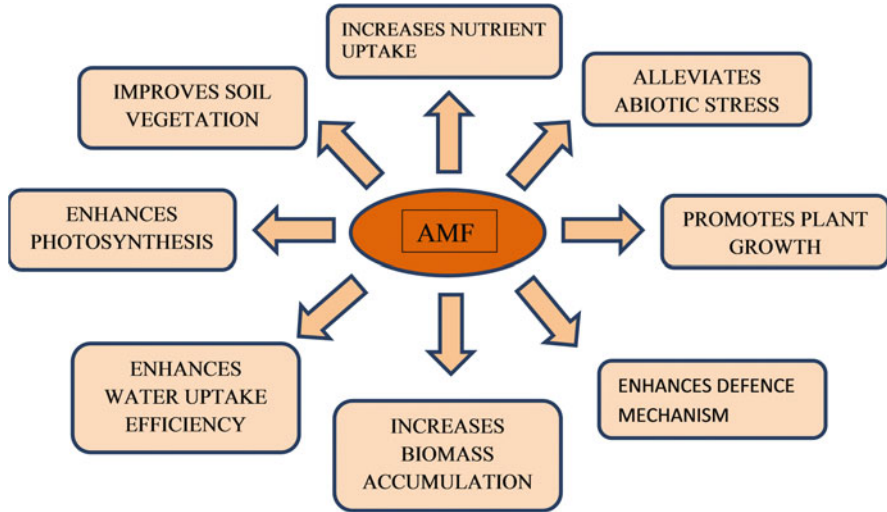 INCREASES NUTRIENT
UPTAKE
ALLEVIATES
ABIOTIC STRESS
IMPROVES SOIL
VEGETATION
ENHANCES
PHOTOSYNTHESIS
AMF
PROMOTES PLANT
GROWTH
ENHANCES
WATER UPTAKE
EFFICIENCY
INCREASES
BIOMASS
ACCUMULATION
ENHANCES DEFENCE
MECHANISM